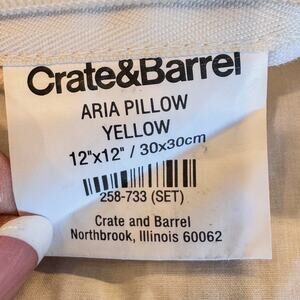 Crate&Barrel
ARIA PILLOW
YELLOW
12"x12" / 30x30cm
258-733 (SET)
Crate and Barrel
Northbrook, Illinois 60062